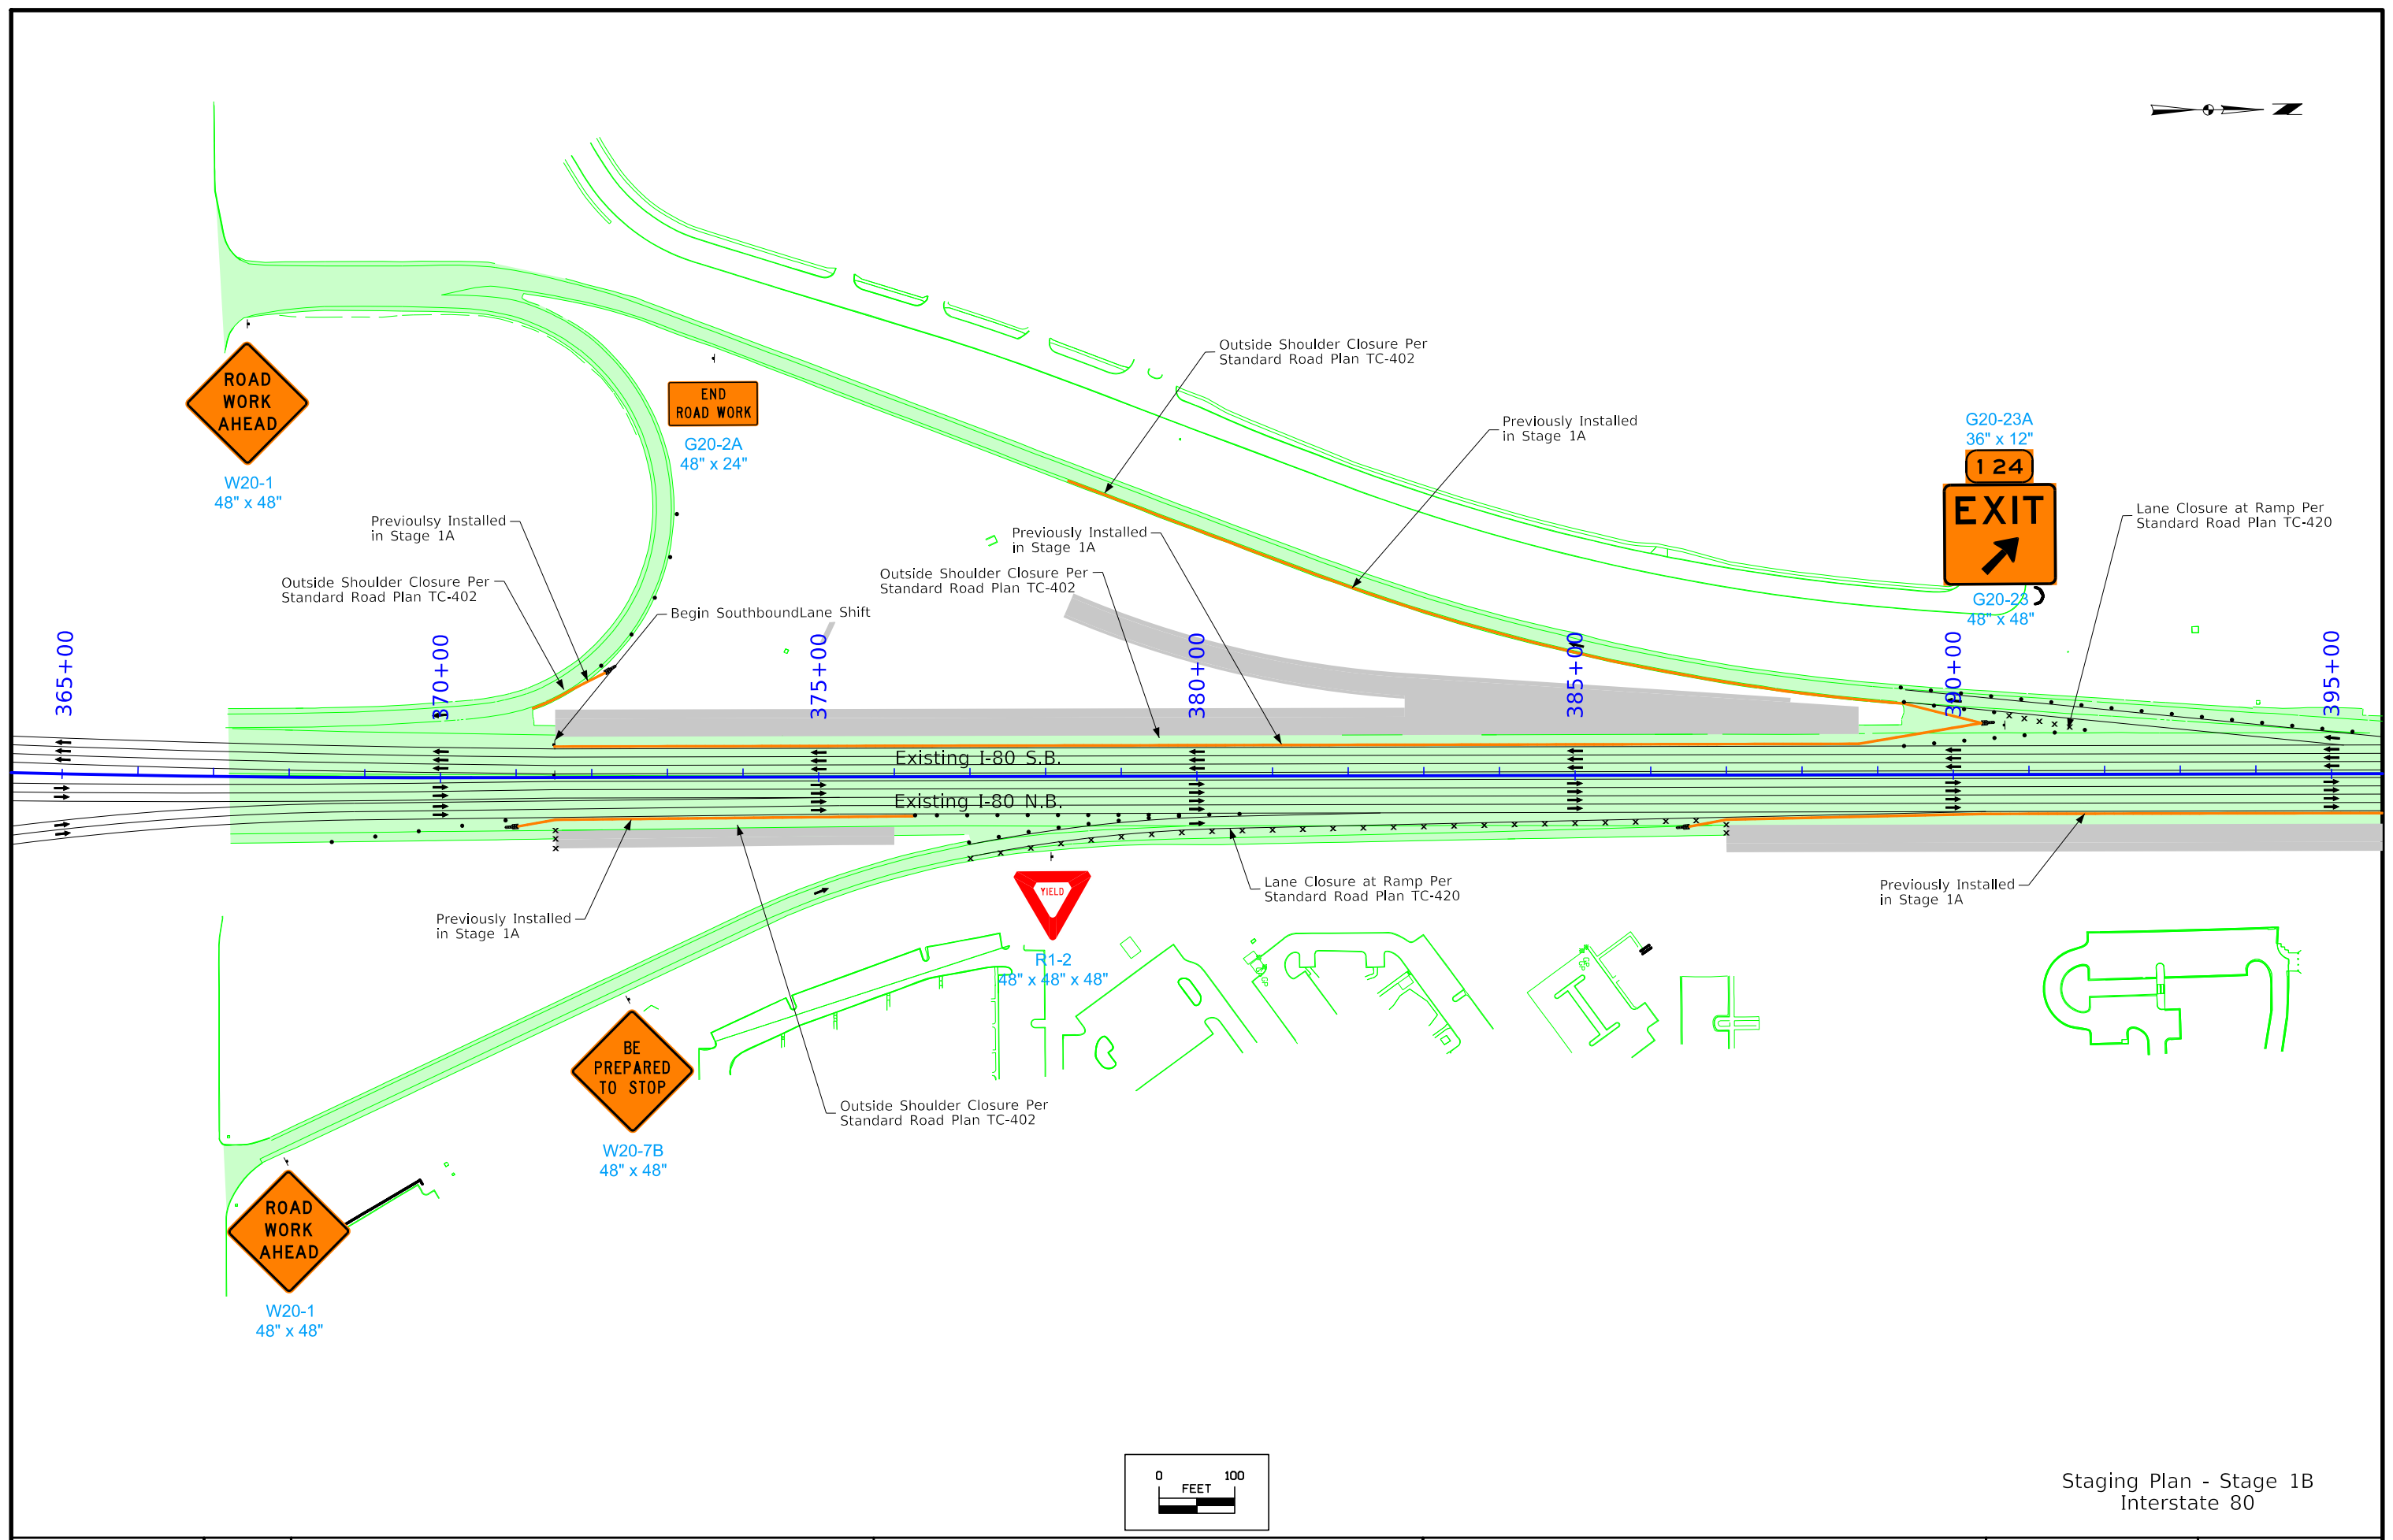 Outside Shoulder Closure Per
Standard Road Plan TC-402
ROAD
WORK
AHEAD
W20-1
48" x 48"
END
ROAD WORK
G20-2A
48" x 24"
Previously Installed
in Stage 1A
G20-23A
36" x 12"
124
EXIT
G20-23
48" x 48"
Lane Closure at Ramp Per
Standard Road Plan TC-420
Previoulsy Installed
in Stage 1A
Previously Installed
in Stage 1A
Outside Shoulder Closure Per
Standard Road Plan TC-402
Outside Shoulder Closure Per
Standard Road Plan TC-402
Begin SouthboundLane Shift
365+00
370+00
375+00
380+00
385+00
390+00
395+00
Existing I-80 S.B.
Existing I-80 N.B.
YIELD
R1-2
48" x 48" x 48"
Lane Closure at Ramp Per
Standard Road Plan TC-420
Previously Installed
in Stage 1A
Previously Installed
in Stage 1A
BE
PREPARED
TO STOP
W20-7B
48" x 48"
Outside Shoulder Closure Per
Standard Road Plan TC-402
ROAD
WORK
AHEAD
W20-1
48" x 48"
0 100
FEET
Staging Plan - Stage 1B
Interstate 80